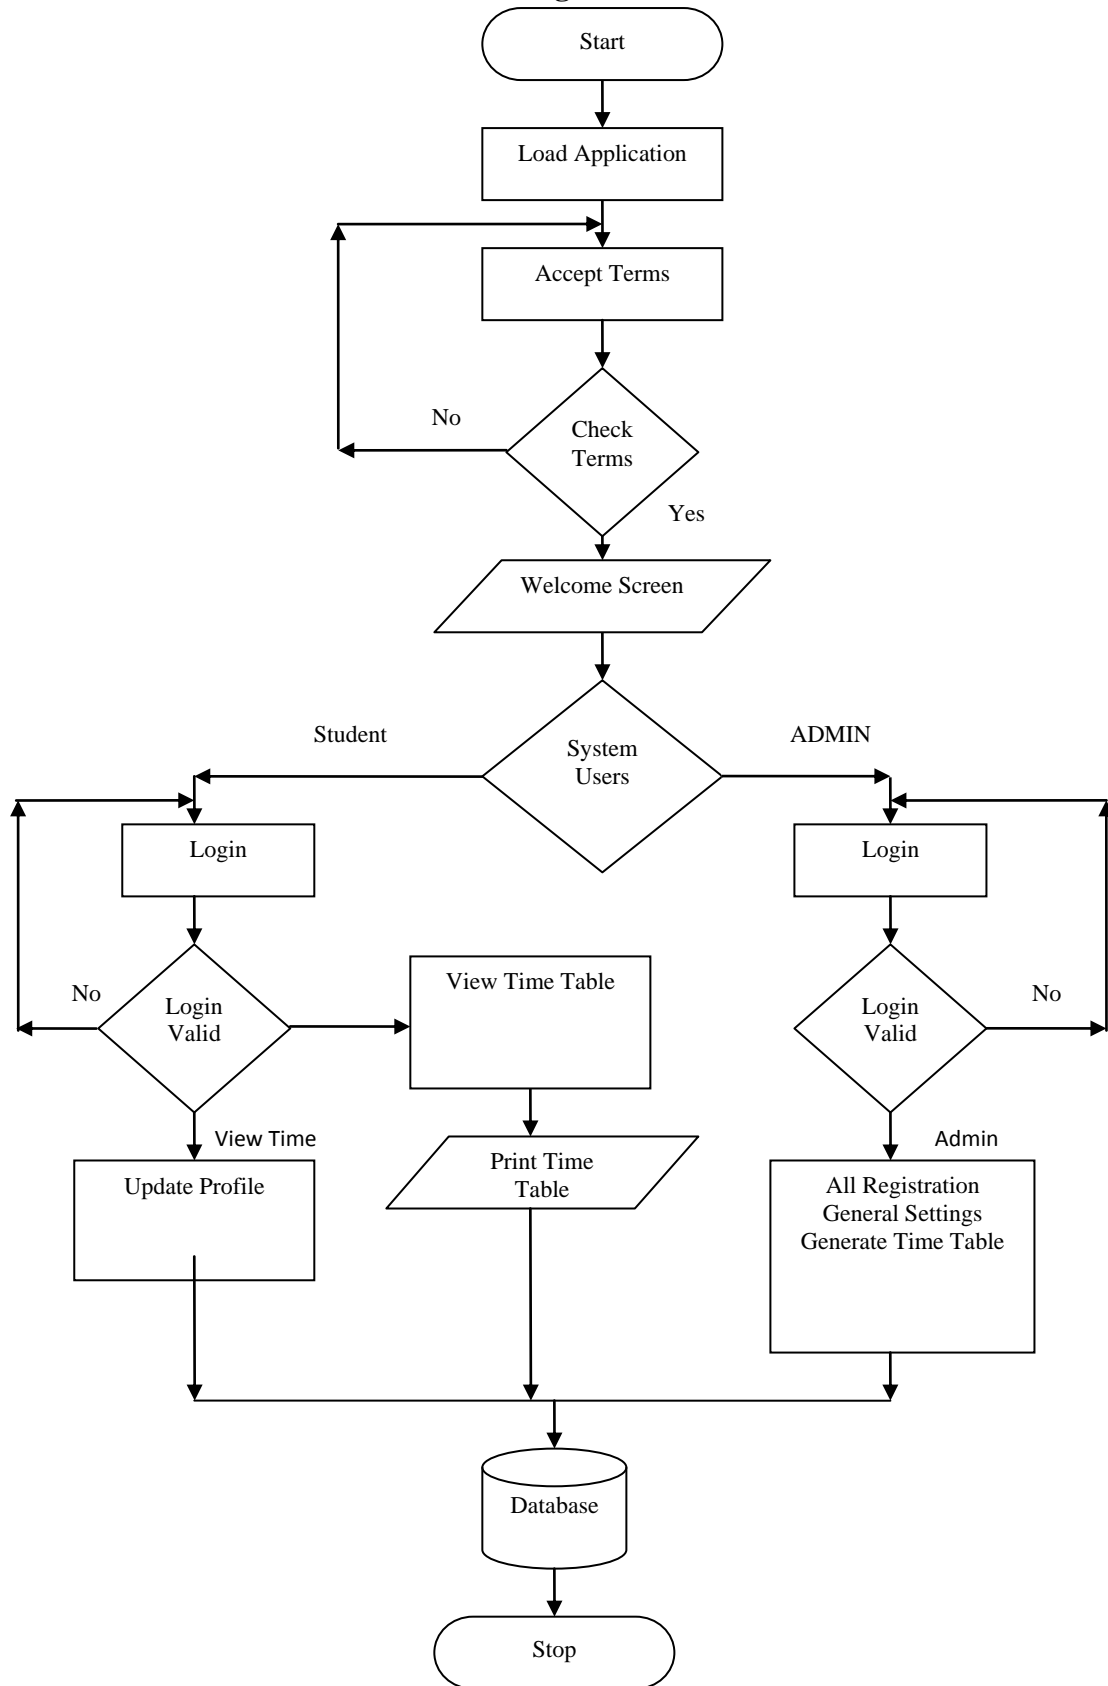 Start
Load Application
Accept Terms
No
Check
Terms
Yes
Welcome Screen
Student
System
Users
ADMIN
Login
Login
No
Login
Valid
View Time Table
Login
Valid
No
View Time
Update Profile
Print Time
Table
Admin
All Registration
General Settings
Generate Time Table
Database
Stop